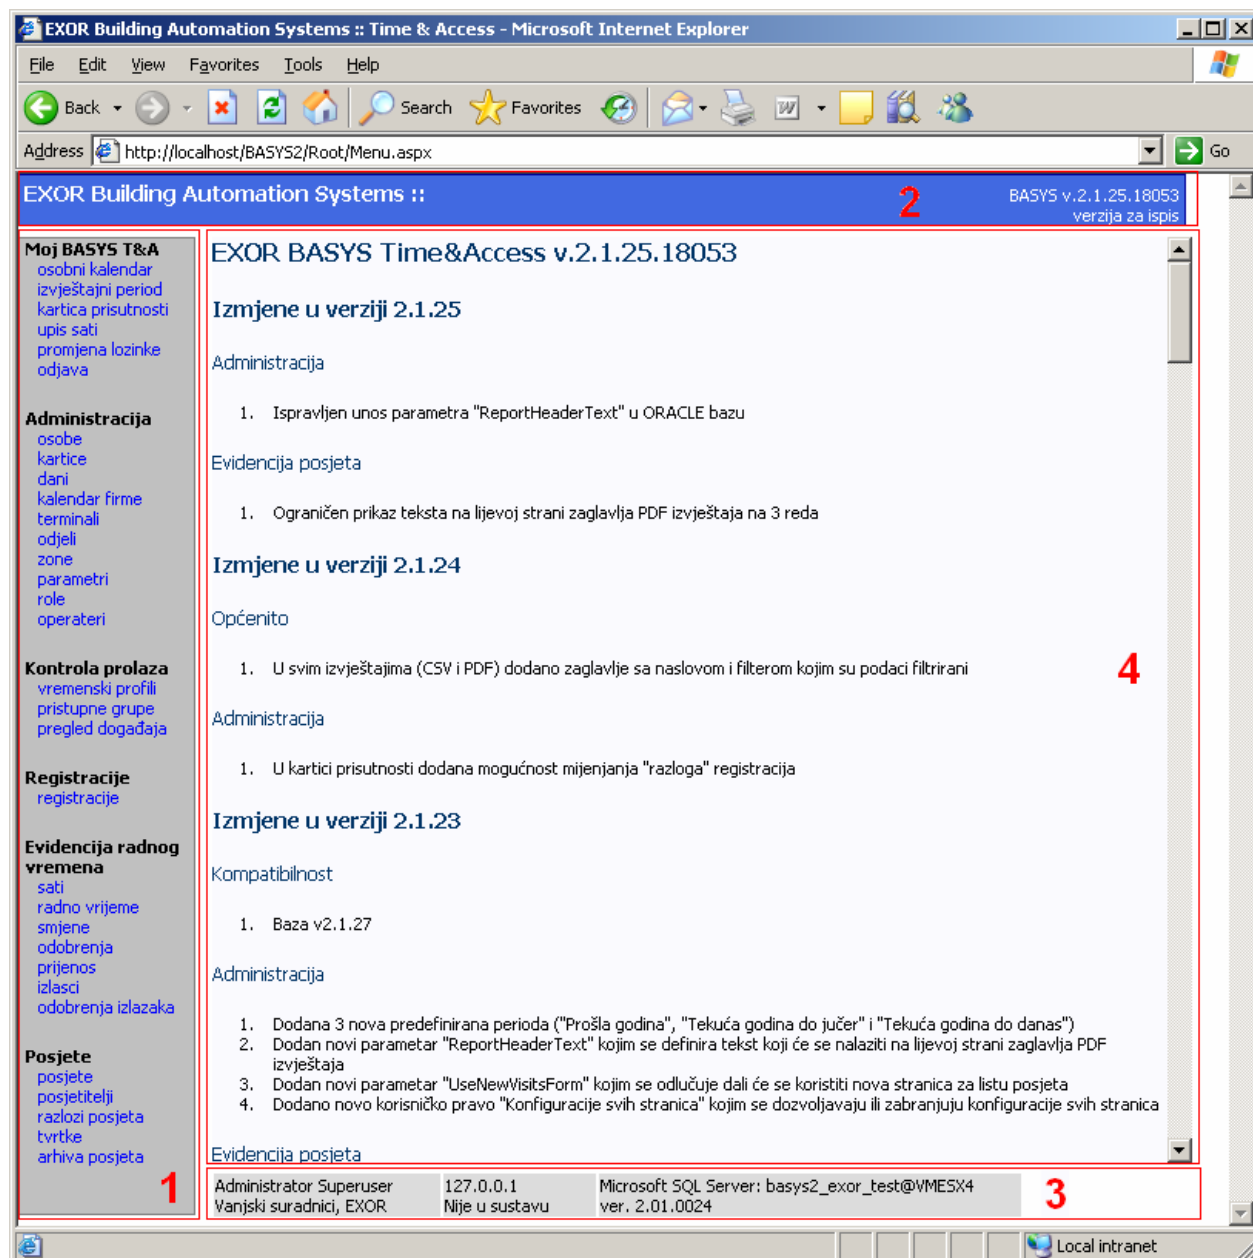 EXOR Building Automation Systems :: Time & Access - Microsoft Internet Explorer
File Edit View Favorites Tools Help
Back Search Favorites
Address http://localhost/BASYS2/Root/Menu.aspx Go
EXOR Building Automation Systems ::
2
BASYS v.2.1.25.18053
verzija za ispis
Moj BASYS T&A
osobni kalendar
izvještajni period
kartica prisutnosti
upis sati
promjena lozinke
odjava
Administracija
osobe
kartice
dani
kalendar firme
terminali
odjeli
zone
parametri
role
operateri
Kontrola prolaza
vremenski profili
pristupne grupe
pregled događaja
Registracije
registracije
Evidencija radnog
vremena
sati
radno vrijeme
smjene
odobrenja
prijenos
izlasci
odobrenja izlazaka
Posjete
posjete
posjetitelji
razlozi posjeta
tvrtke
arhiva posjeta
1
EXOR BASYS Time&Access v.2.1.25.18053
Izmjene u verziji 2.1.25
Administracija
1. Ispravljen unos parametra "ReportHeaderText" u ORACLE bazu
Evidencija posjeta
1. Ograničen prikaz teksta na lijevoj strani zaglavlja PDF izvještaja na 3 reda
Izmjene u verziji 2.1.24
Općenito
1. U svim izvještajima (CSV i PDF) dodano zaglavlje sa naslovom i filterom kojim su podaci filtrirani
4
Administracija
1. U kartici prisutnosti dodana mogućnost mijenjanja "razloga" registracija
Izmjene u verziji 2.1.23
Kompatibilnost
1. Baza v2.1.27
Administracija
1. Dodana 3 nova predefinirana perioda ("Prošla godina", "Tekuća godina do jučer" i "Tekuća godina do danas")
2. Dodan novi parametar "ReportHeaderText" kojim se definira tekst koji će se nalaziti na lijevoj strani zaglavlja PDF
izvještaja
3. Dodan novi parametar "UseNewVisitsForm" kojim se odlučuje dali će se koristiti nova stranica za listu posjeta
4. Dodano novo korisničko pravo "Konfiguracije svih stranica" kojim se dozvoljavaju ili zabranjuju konfiguracije svih stranica
Evidencija posjeta
Administrator Superuser 127.0.0.1 Microsoft SQL Server: basys2_exor_test@VMESX4
Vanjski suradnici, EXOR Nije u sustavu ver. 2.01.0024
3
Local intranet